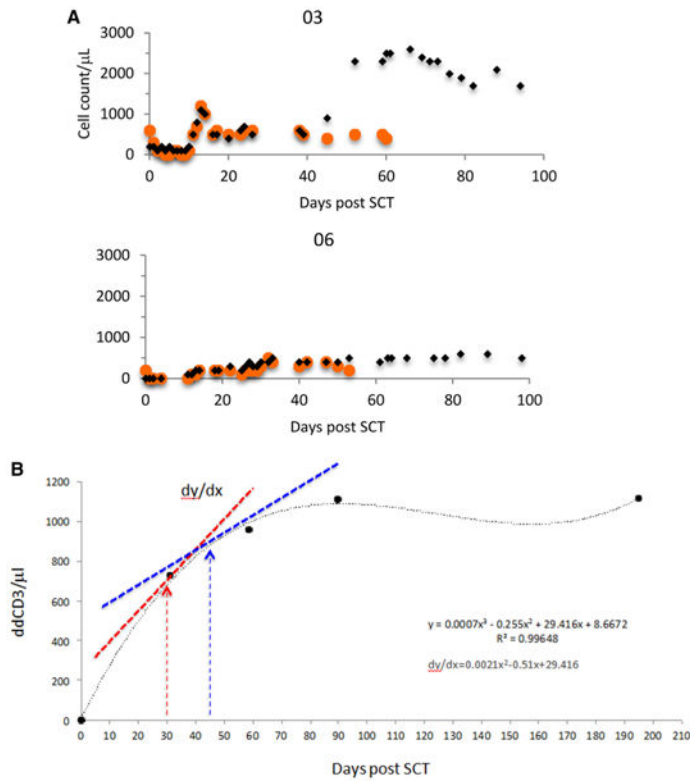 A
03
Cell count/µL
3000
2000
1000
0
0 20 40 60 80 100
Days post SCT
06
3000
2000
1000
0
0 20 40 60 80 100
Days post SCT
B
dy/dx
ddCD3/µl
1200
1000
800
600
400
200
0
y = 0.0007x³ - 0.255x² + 29.416x + 8.6672
R² = 0.99648
dy/dx=0.0021x²-0.51x+29.416
0 10 20 30 40 50 60 70 80 90 100 110 120 130 140 150 160 170 180 190 200 210
Days post SCT